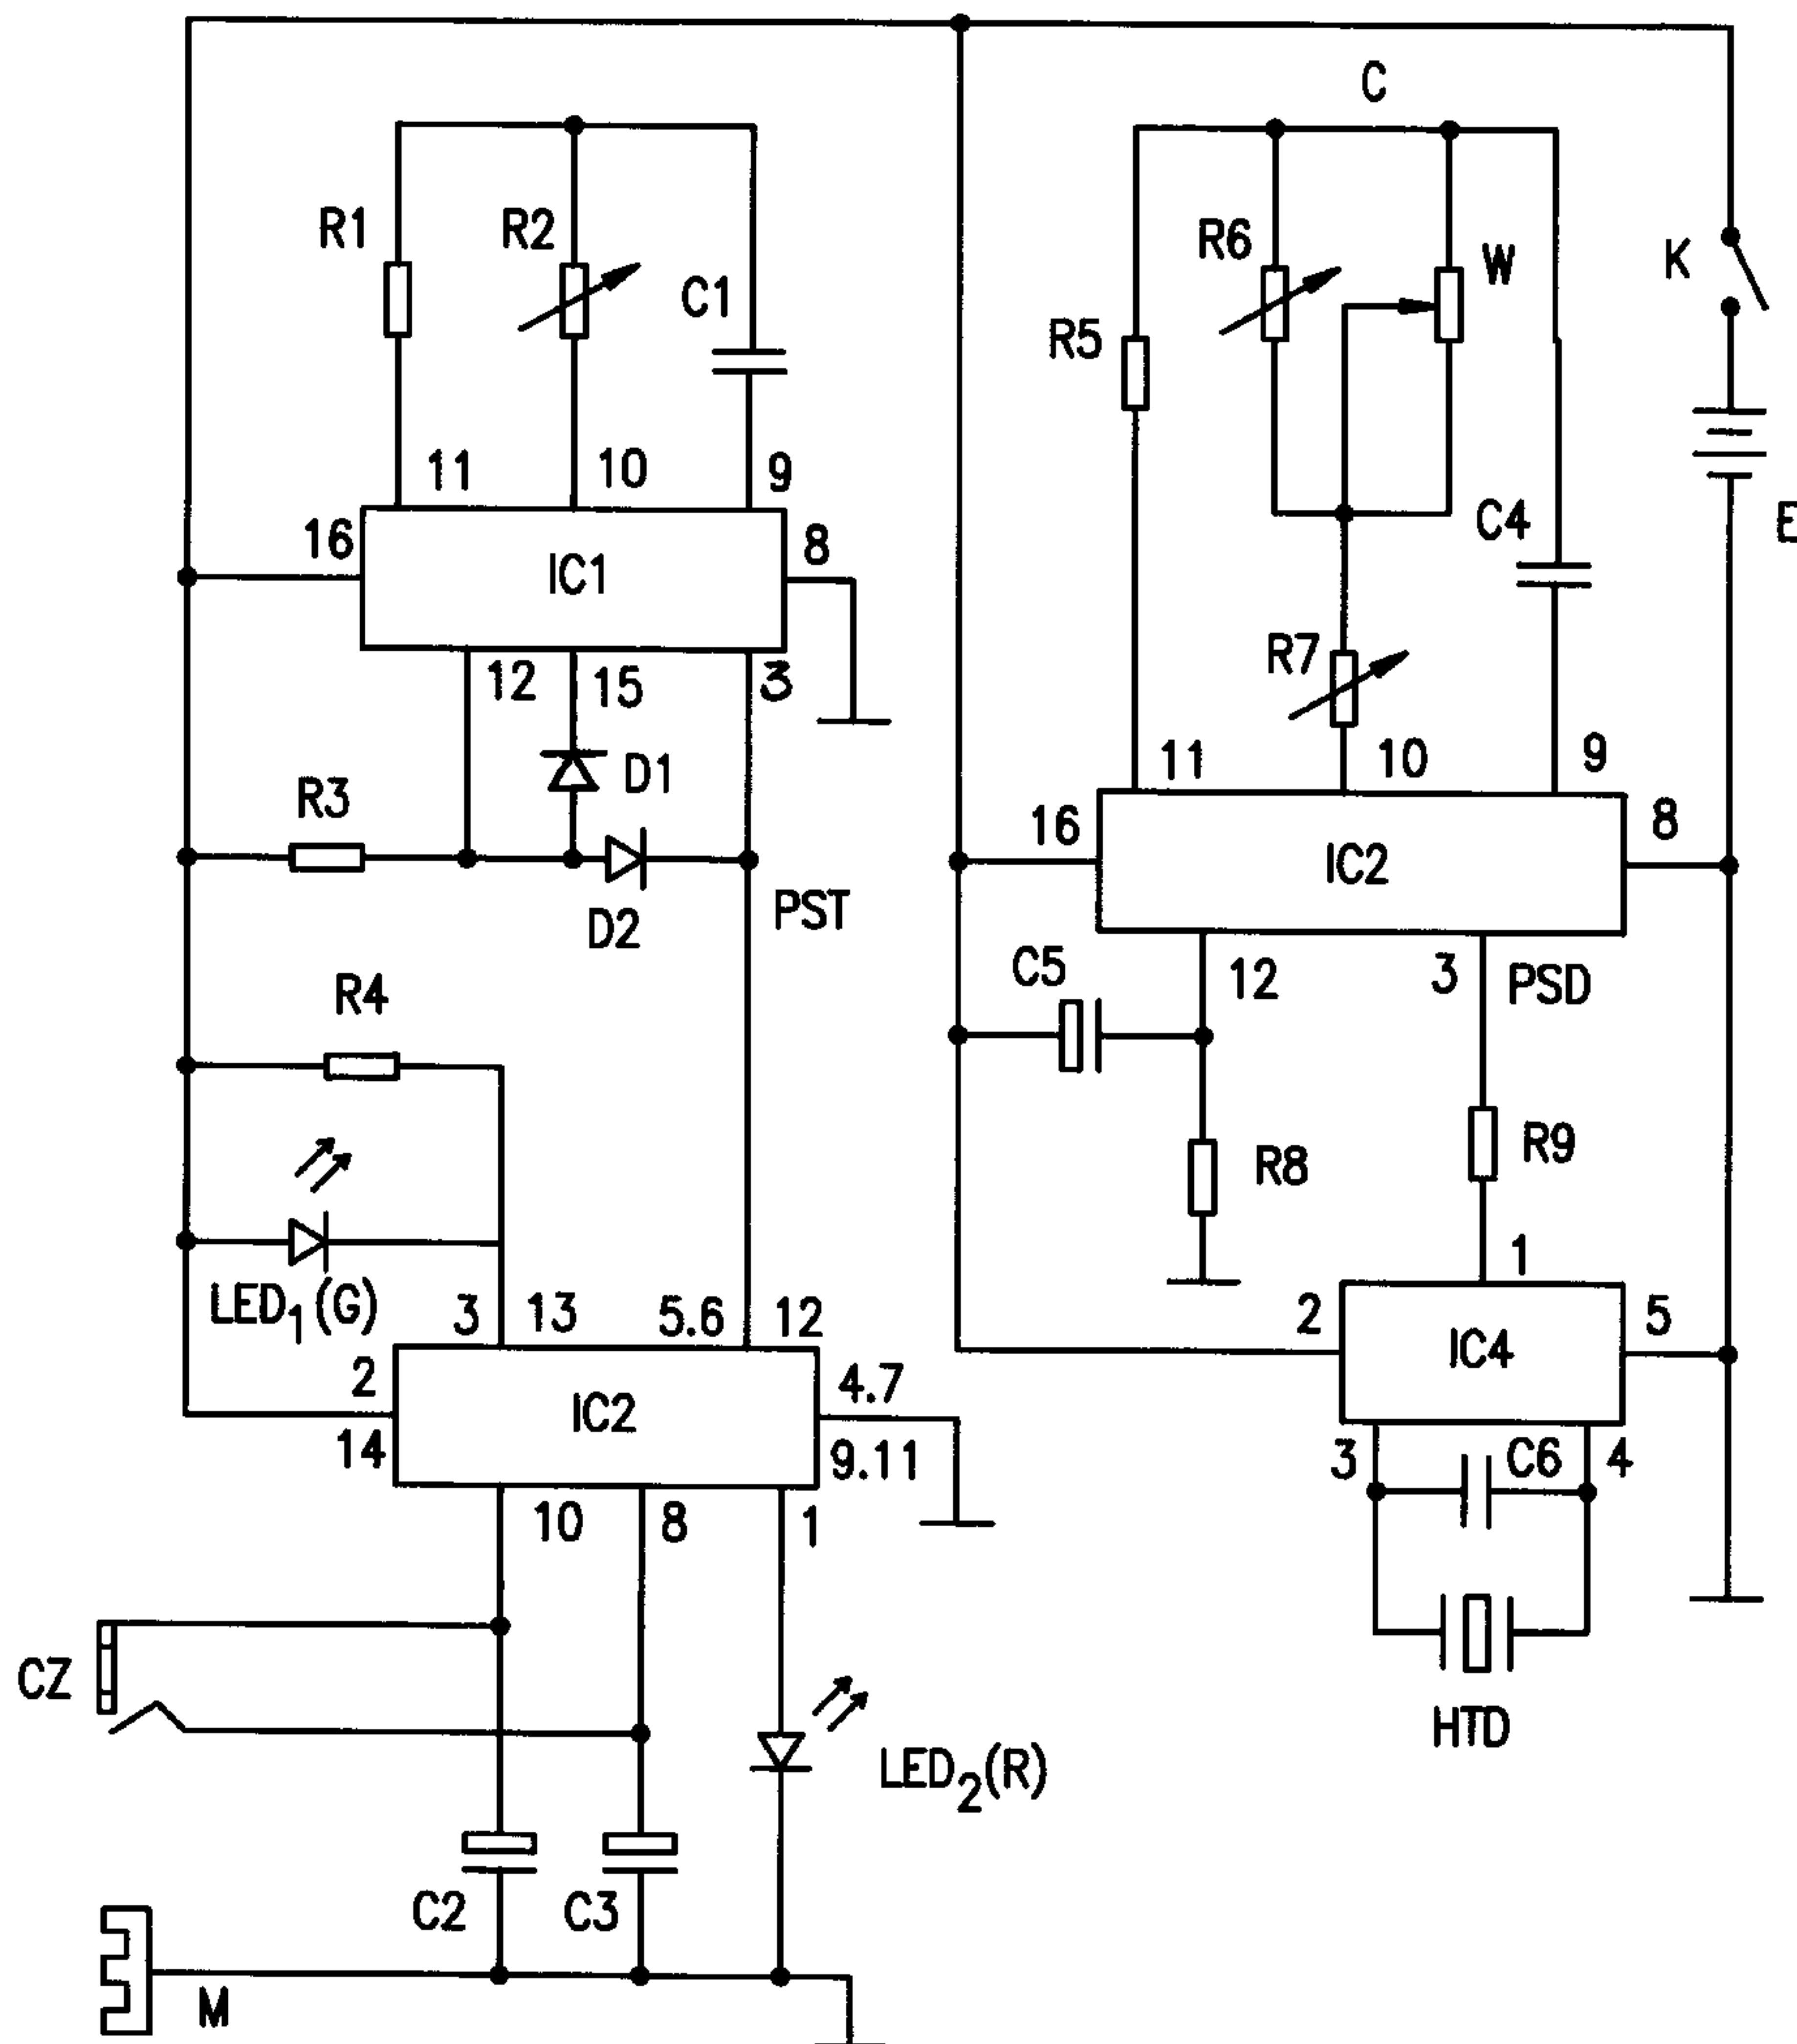 C
R1
R2
C1
R6
W
K
R5
11
10
9
C4
E
16
IC1
8
R7
12
15
3
D1
11
10
9
R3
16
IC2
8
D2
PST
C5
12
3
PSD
R4
R8
R9
LED1(G)
3
13
5.6
12
1
2
IC2
4.7
2
IC4
5
14
9.11
3
C6
4
10
8
1
CZ
HTD
LED2(R)
C2
C3
M